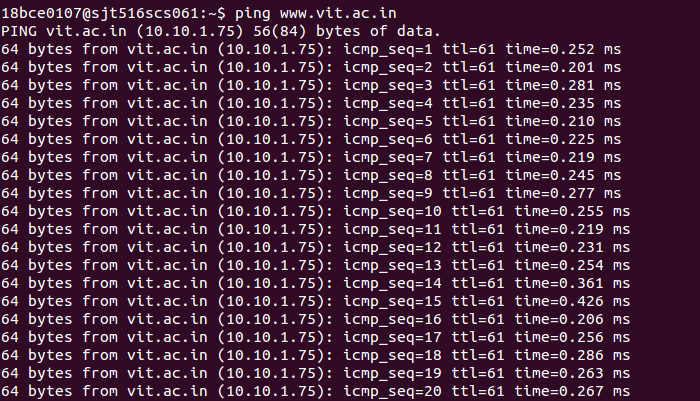 18bce0107@sjt516scs061:~$ ping www.vit.ac.in
PING vit.ac.in (10.10.1.75) 56(84) bytes of data.
64 bytes from vit.ac.in (10.10.1.75): icmp_seq=1 ttl=61 time=0.252 ms
64 bytes from vit.ac.in (10.10.1.75): icmp_seq=2 ttl=61 time=0.201 ms
64 bytes from vit.ac.in (10.10.1.75): icmp_seq=3 ttl=61 time=0.281 ms
64 bytes from vit.ac.in (10.10.1.75): icmp_seq=4 ttl=61 time=0.235 ms
64 bytes from vit.ac.in (10.10.1.75): icmp_seq=5 ttl=61 time=0.210 ms
64 bytes from vit.ac.in (10.10.1.75): icmp_seq=6 ttl=61 time=0.225 ms
64 bytes from vit.ac.in (10.10.1.75): icmp_seq=7 ttl=61 time=0.219 ms
64 bytes from vit.ac.in (10.10.1.75): icmp_seq=8 ttl=61 time=0.245 ms
64 bytes from vit.ac.in (10.10.1.75): icmp_seq=9 ttl=61 time=0.277 ms
64 bytes from vit.ac.in (10.10.1.75): icmp_seq=10 ttl=61 time=0.255 ms
64 bytes from vit.ac.in (10.10.1.75): icmp_seq=11 ttl=61 time=0.219 ms
64 bytes from vit.ac.in (10.10.1.75): icmp_seq=12 ttl=61 time=0.231 ms
64 bytes from vit.ac.in (10.10.1.75): icmp_seq=13 ttl=61 time=0.254 ms
64 bytes from vit.ac.in (10.10.1.75): icmp_seq=14 ttl=61 time=0.361 ms
64 bytes from vit.ac.in (10.10.1.75): icmp_seq=15 ttl=61 time=0.426 ms
64 bytes from vit.ac.in (10.10.1.75): icmp_seq=16 ttl=61 time=0.206 ms
64 bytes from vit.ac.in (10.10.1.75): icmp_seq=17 ttl=61 time=0.256 ms
64 bytes from vit.ac.in (10.10.1.75): icmp_seq=18 ttl=61 time=0.286 ms
64 bytes from vit.ac.in (10.10.1.75): icmp_seq=19 ttl=61 time=0.263 ms
64 bytes from vit.ac.in (10.10.1.75): icmp_seq=20 ttl=61 time=0.267 ms